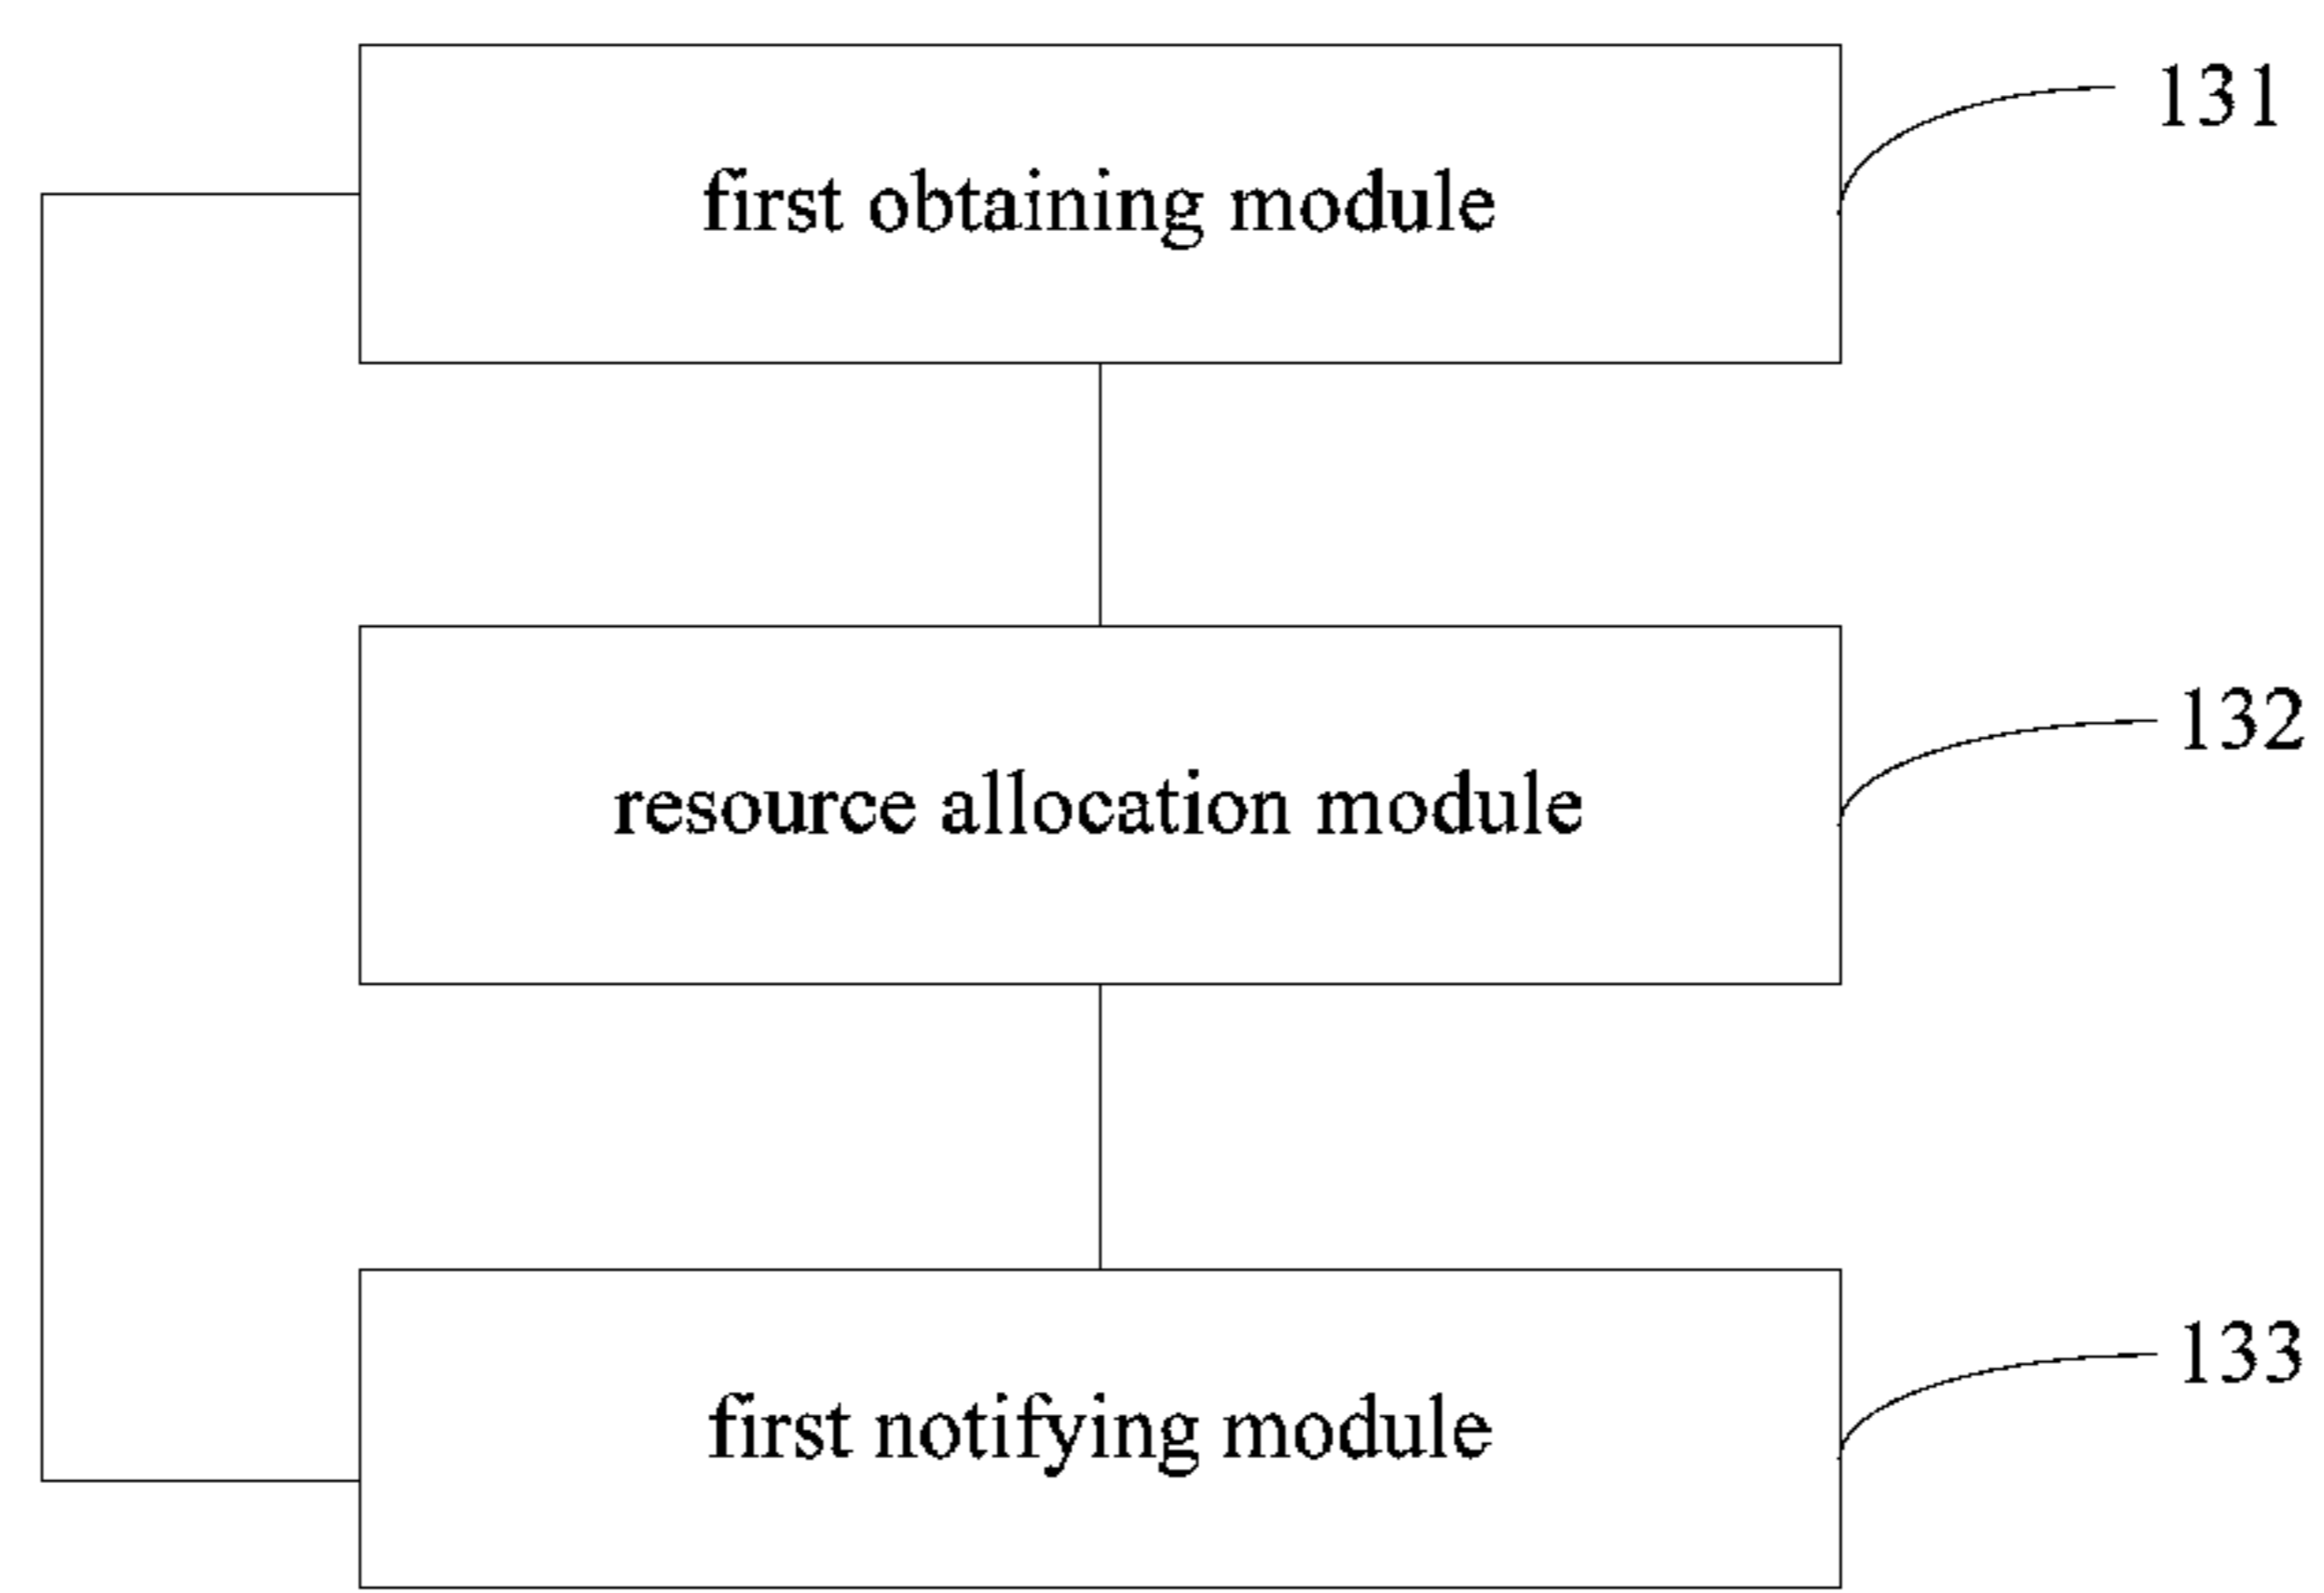 131
first obtaining module
132
resource allocation module
133
first notifying module